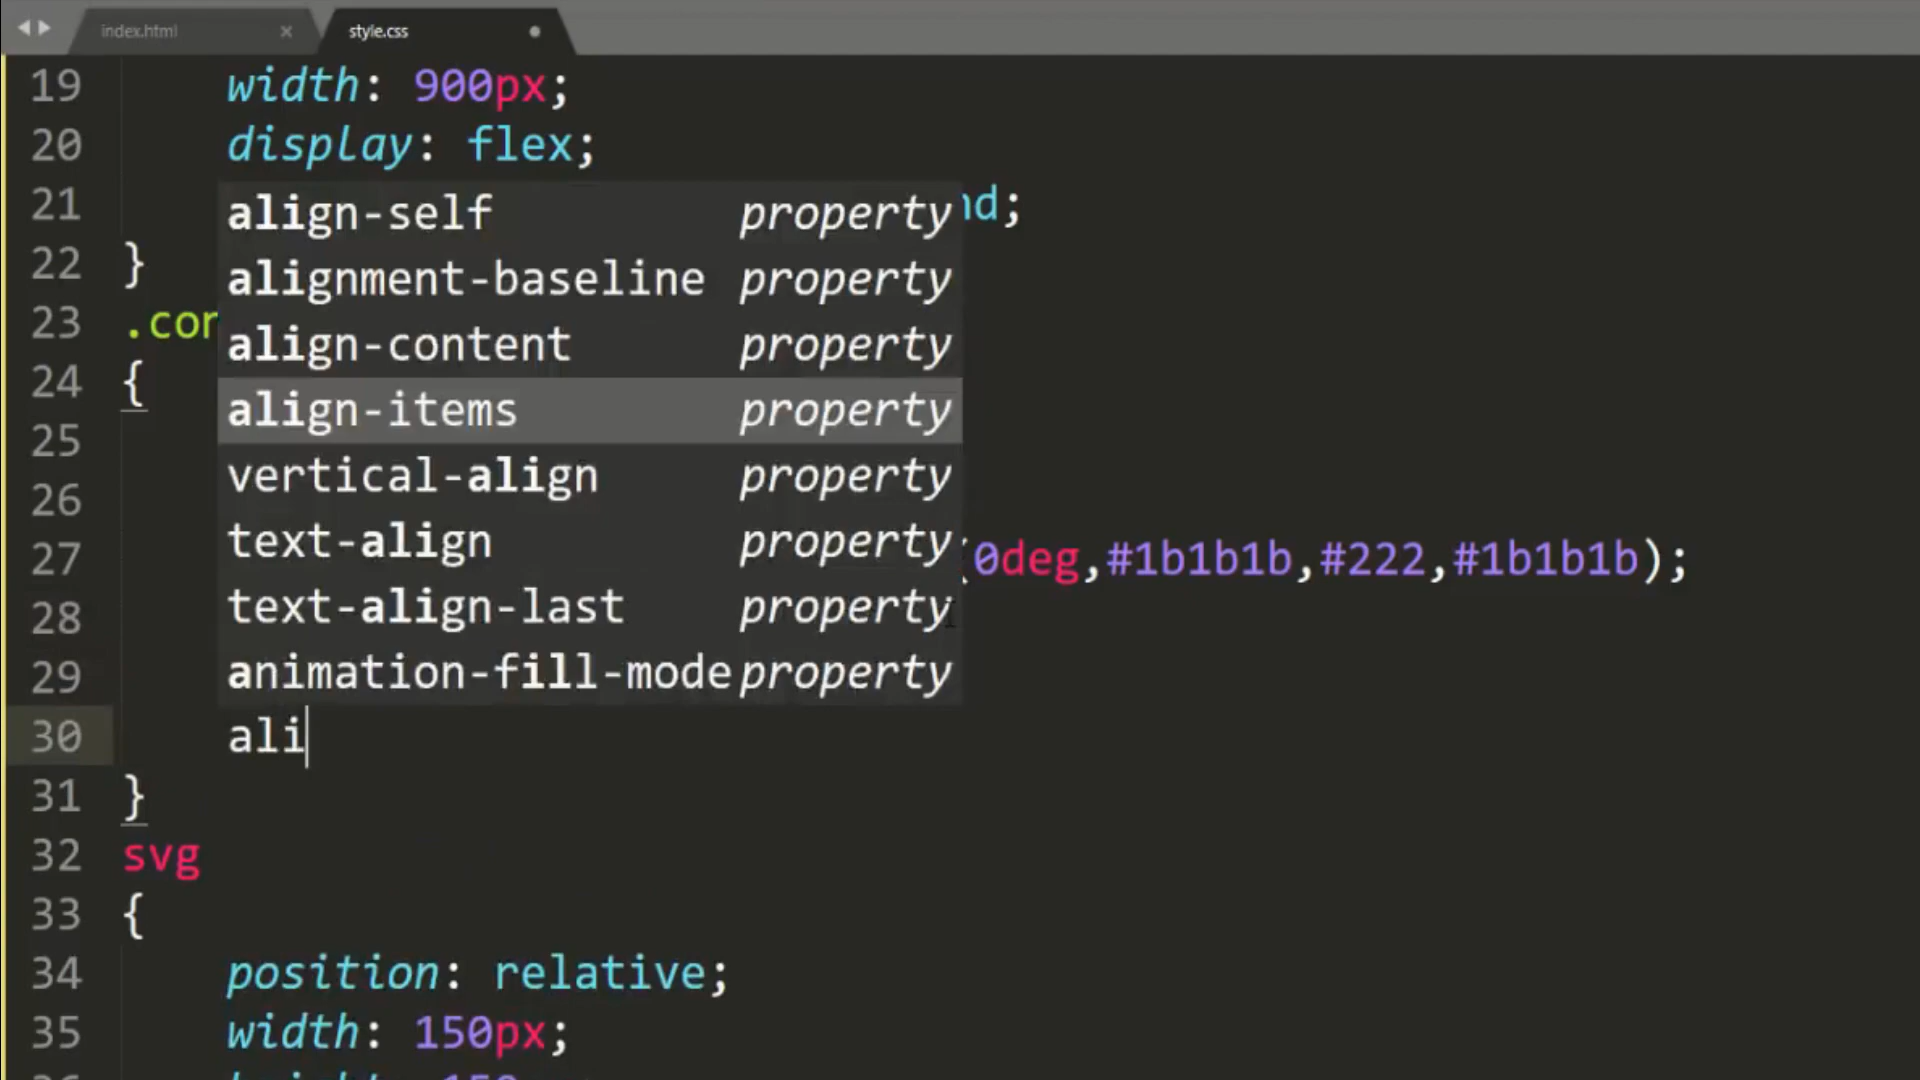 index.html × style.css
19 width: 900px;
20 display: flex;
21 nd;
22 }
23 .con
24 {
25
26
27 (0deg,#1b1b1b,#222,#1b1b1b);
28
29
align-self property
alignment-baseline property
align-content property
align-items property
vertical-align property
text-align property
text-align-last property
animation-fill-mode property
30 ali
31 }
32 svg
33 {
34 position: relative;
35 width: 150px;